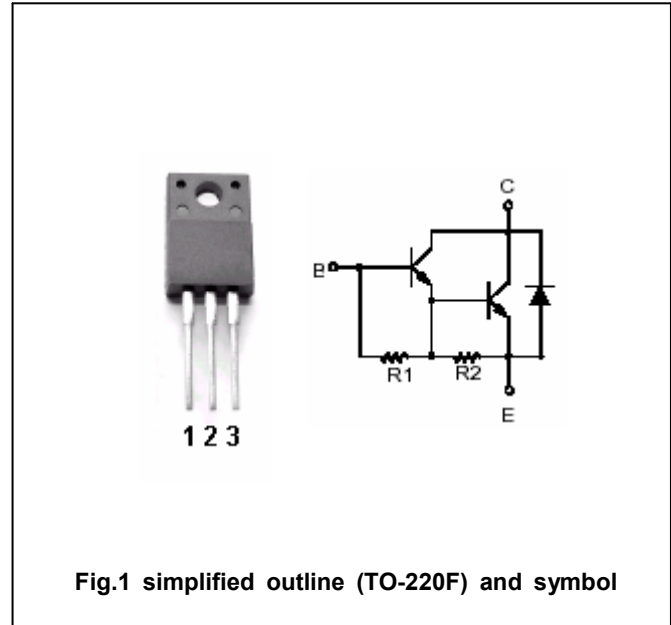 C
B
R1 R2
E
1 2 3
Fig.1 simplified outline (TO-220F) and symbol